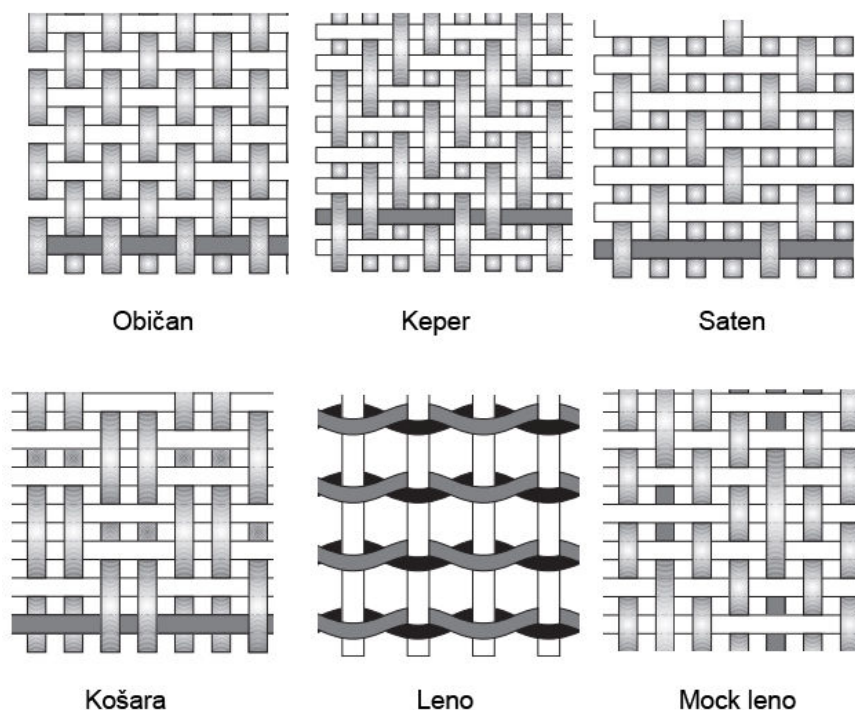 Običan
Keper
Saten
Košara
Leno
Mock leno